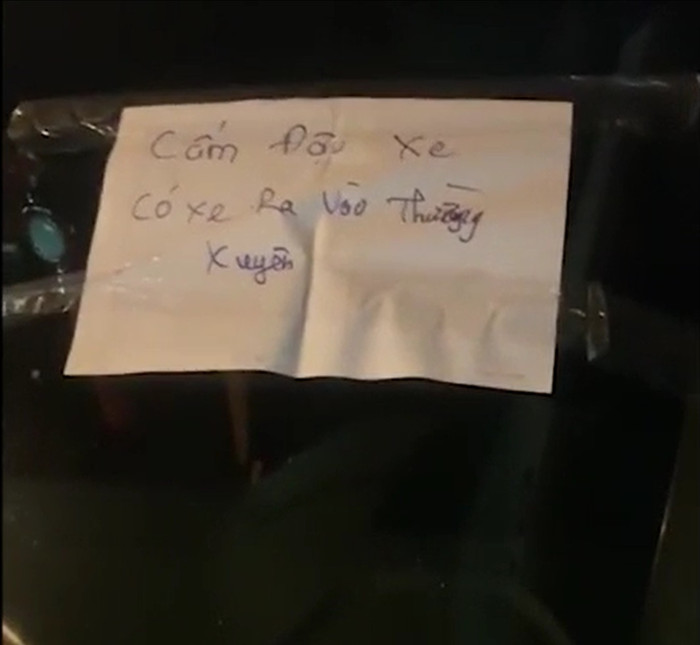 Cấm Đậu xe
Có xe Ra Vào Thường
Xuyên